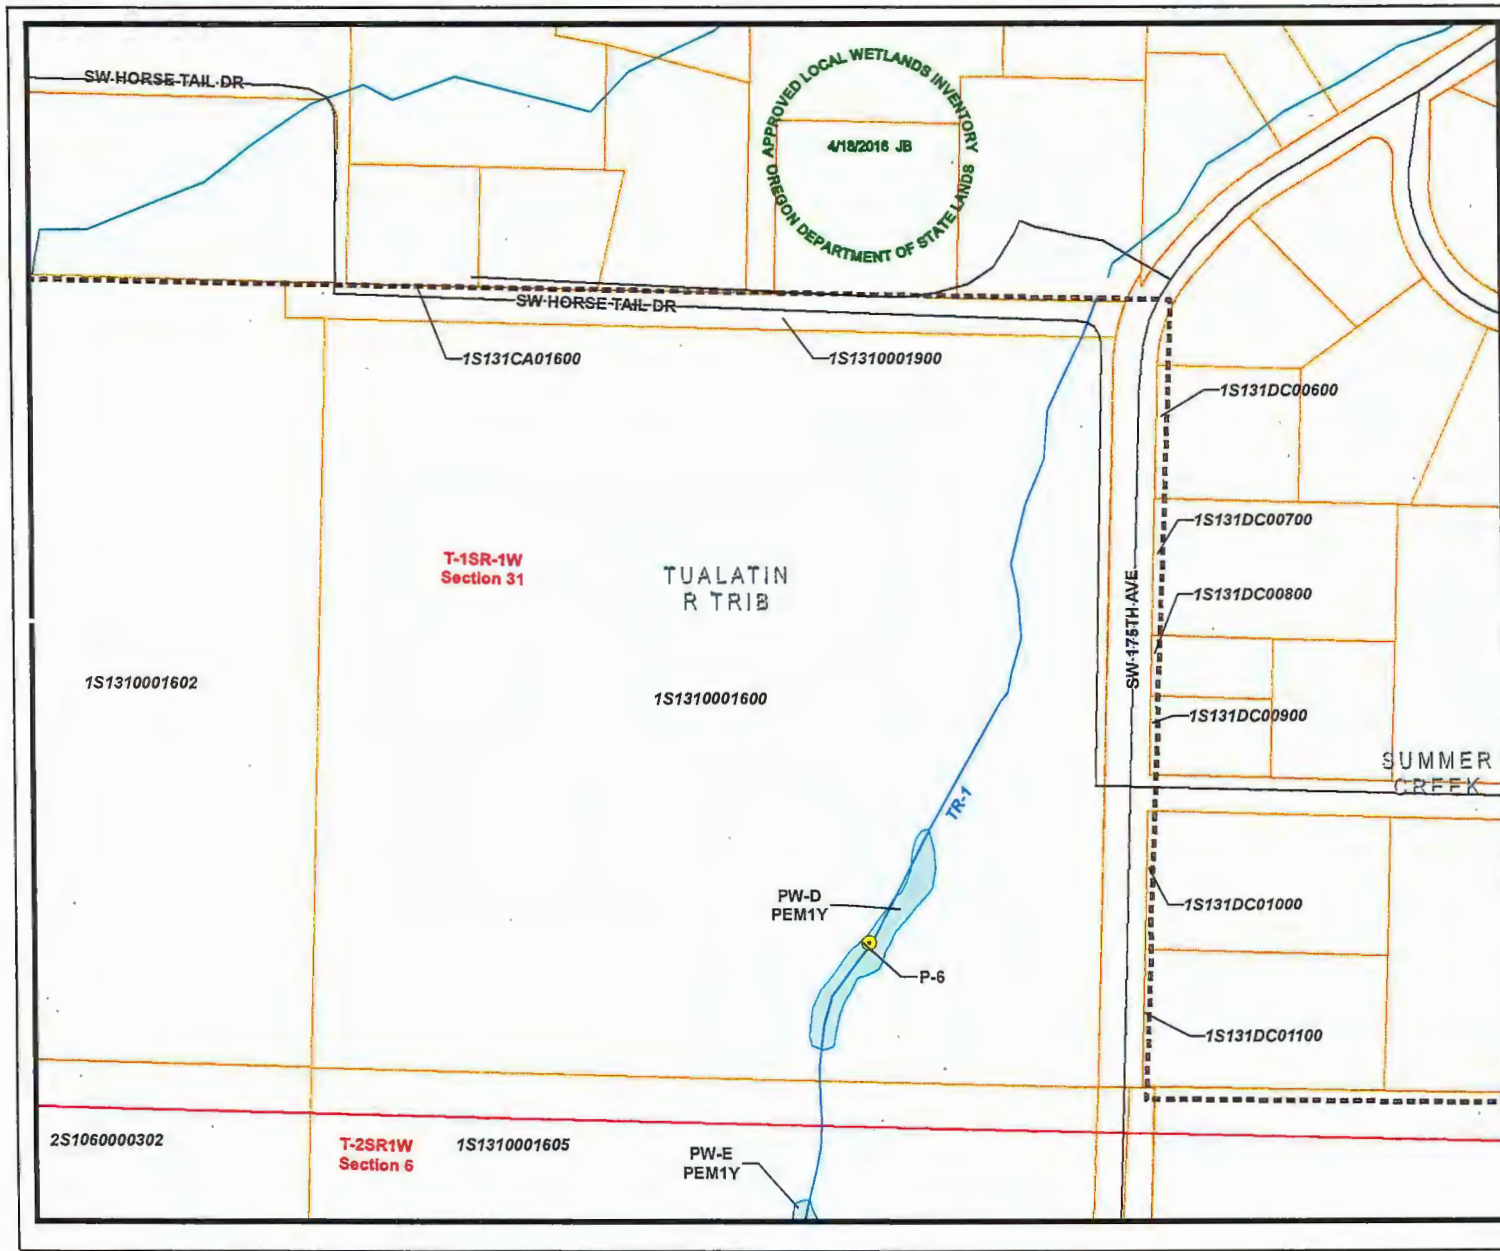 SW HORSE TAIL DR
APPROVED LOCAL WETLANDS INVENTORY
4/18/2016 JB
OREGON DEPARTMENT OF STATE LANDS
SW HORSE TAIL DR
1S131CA01600
1S1310001900
1S131DC00600
1S131DC00700
T-1SR-1W
Section 31
TUALATIN
R TRIB
1S131DC00800
SW 175TH AVE
1S1310001602
1S1310001600
1S131DC00900
SUMMER
CREEK
TR-1
PW-D
PEM1Y
1S131DC01000
P-6
1S131DC01100
2S1060000302
T-2SR1W
Section 6
1S1310001605
PW-E
PEM1Y